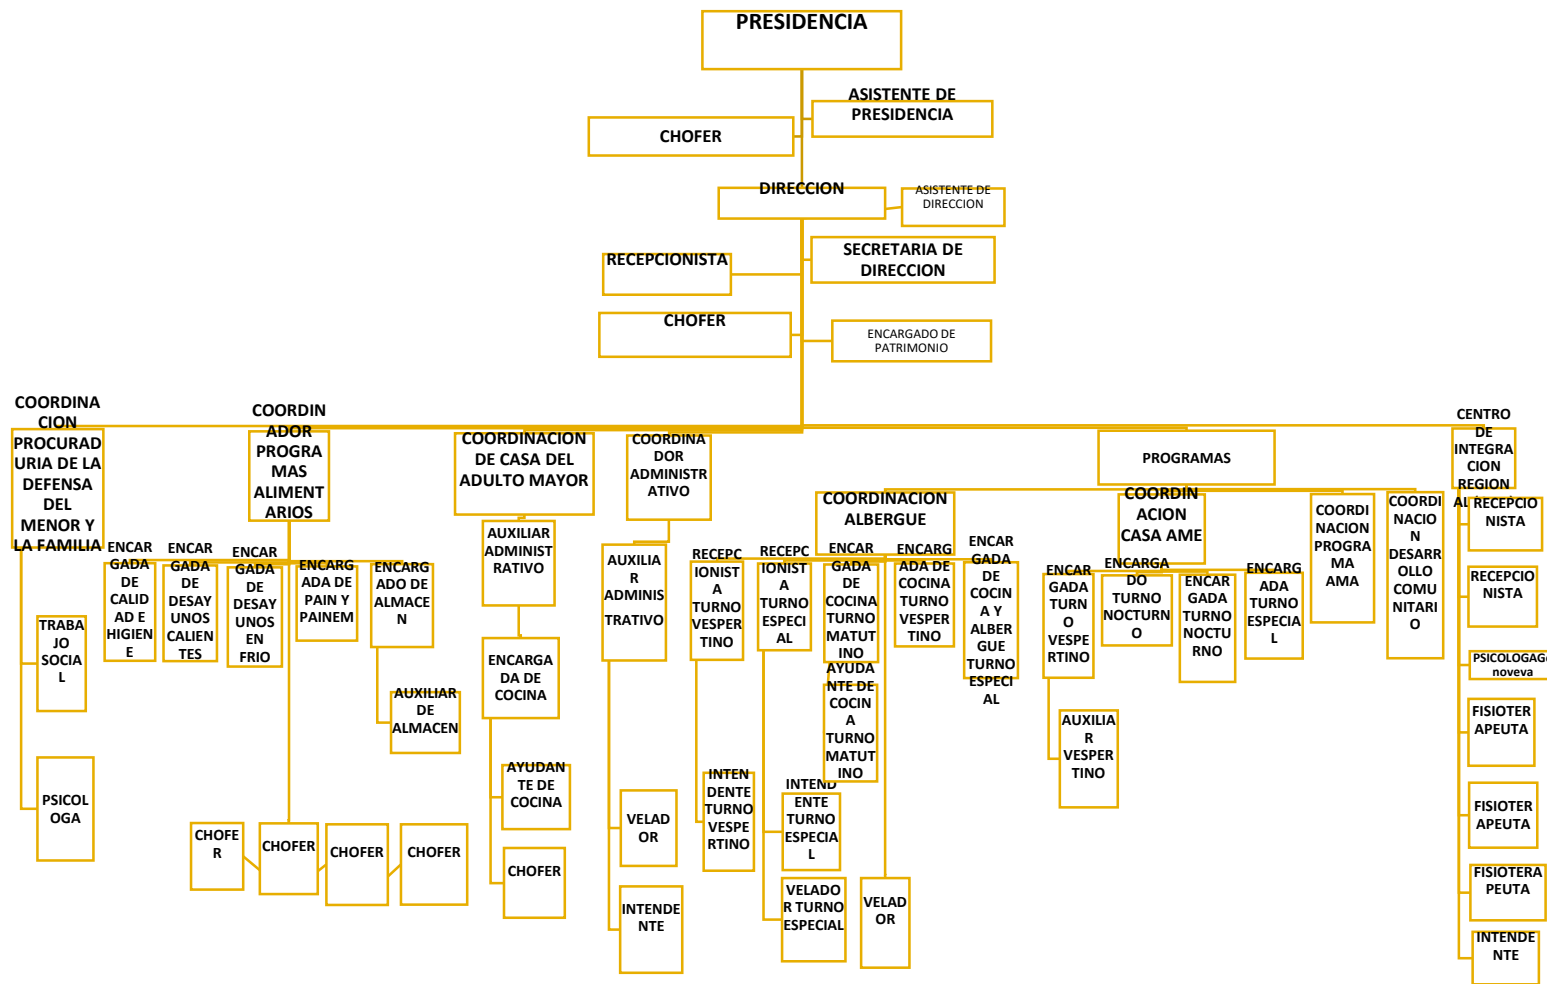 PRESIDENCIA
ASISTENTE DE
PRESIDENCIA
CHOFER
DIRECCION
ASISTENTE DE
DIRECCION
SECRETARIA DE
DIRECCION
RECEPCIONISTA
CHOFER
ENCARGADO DE
PATRIMONIO
COORDINA
CION
PROCURAD
URIA DE LA
DEFENSA
DEL
MENOR Y
LA FAMILIA
TRABA
JO
SOCIA
L
PSICOL
OGA
COORDIN
ADOR
PROGRA
MAS
ALIMENT
ARIOS
ENCAR
GADA
DE
CALID
AD E
HIGIEN
E
ENCAR
GADA
DE
DESAY
UNOS
CALIEN
TES
ENCAR
GADA
DE
DESAY
UNOS
EN
FRIO
ENCARG
ADA DE
PAIN Y
PAINEM
ENCARG
ADO DE
ALMACE
N
AUXILIAR
DE
ALMACEN
CHOFE
R
CHOFER
CHOFER
CHOFER
COORDINACION
DE CASA DEL
ADULTO MAYOR
AUXILIAR
ADMINIST
RATIVO
ENCARGA
DA DE
COCINA
AYUDAN
TE DE
COCINA
CHOFER
COORDINA
DOR
ADMINISTR
ATIVO
AUXILIA
R
ADMINIS
TRATIVO
VELAD
OR
INTENDE
NTE
PROGRAMAS
COORDINACION
ALBERGUE
RECEPC
IONIST
A
TURNO
VESPER
TINO
RECEPC
IONIST
A
TURNO
ESPECI
AL
ENCAR
GADA
DE
COCINA
TURNO
MATUT
INO
AYUDA
NTE DE
COCIN
A
TURNO
MATUT
INO
ENCARG
ADA DE
COCINA
TURNO
VESPER
TINO
ENCAR
GADA
DE
COCIN
A Y
ALBER
GUE
TURNO
ESPECI
AL
INTEN
DENTE
TURNO
VESPE
RTINO
INTEND
ENTE
TURNO
ESPECIA
L
VELADO
R TURNO
ESPECIAL
VELAD
OR
COORDIN
ACION
CASA AME
ENCAR
GADA
TURN
O
VESPE
RTINO
ENCARGA
DO
TURNO
NOCTURN
O
ENCAR
GADA
TURNO
NOCTU
RNO
ENCARG
ADA
TURNO
ESPECIA
L
AUXILIA
R
VESPER
TINO
COORDI
NACION
PROGRA
MA AMA
COORDI
NACIO
N
DESARR
OLLO
COMU
NITARI
O
CENTRO
DE
INTEGRA
CION
REGION
AL
RECEPCIO
NISTA
RECEPCIO
NISTA
noveva
FISIOTER
APEUTA
FISIOTER
APEUTA
FISIOTERA
PEUTA
INTENDE
NTE